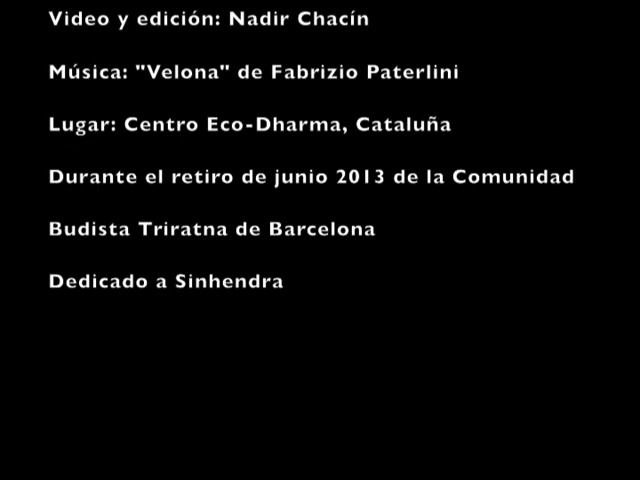 Video y edición: Nadir Chacín
Música: "Velona" de Fabrizio Paterlini
Lugar: Centro Eco-Dharma, Cataluña
Durante el retiro de junio 2013 de la Comunidad
Budista Triratna de Barcelona
Dedicado a Sinhendra